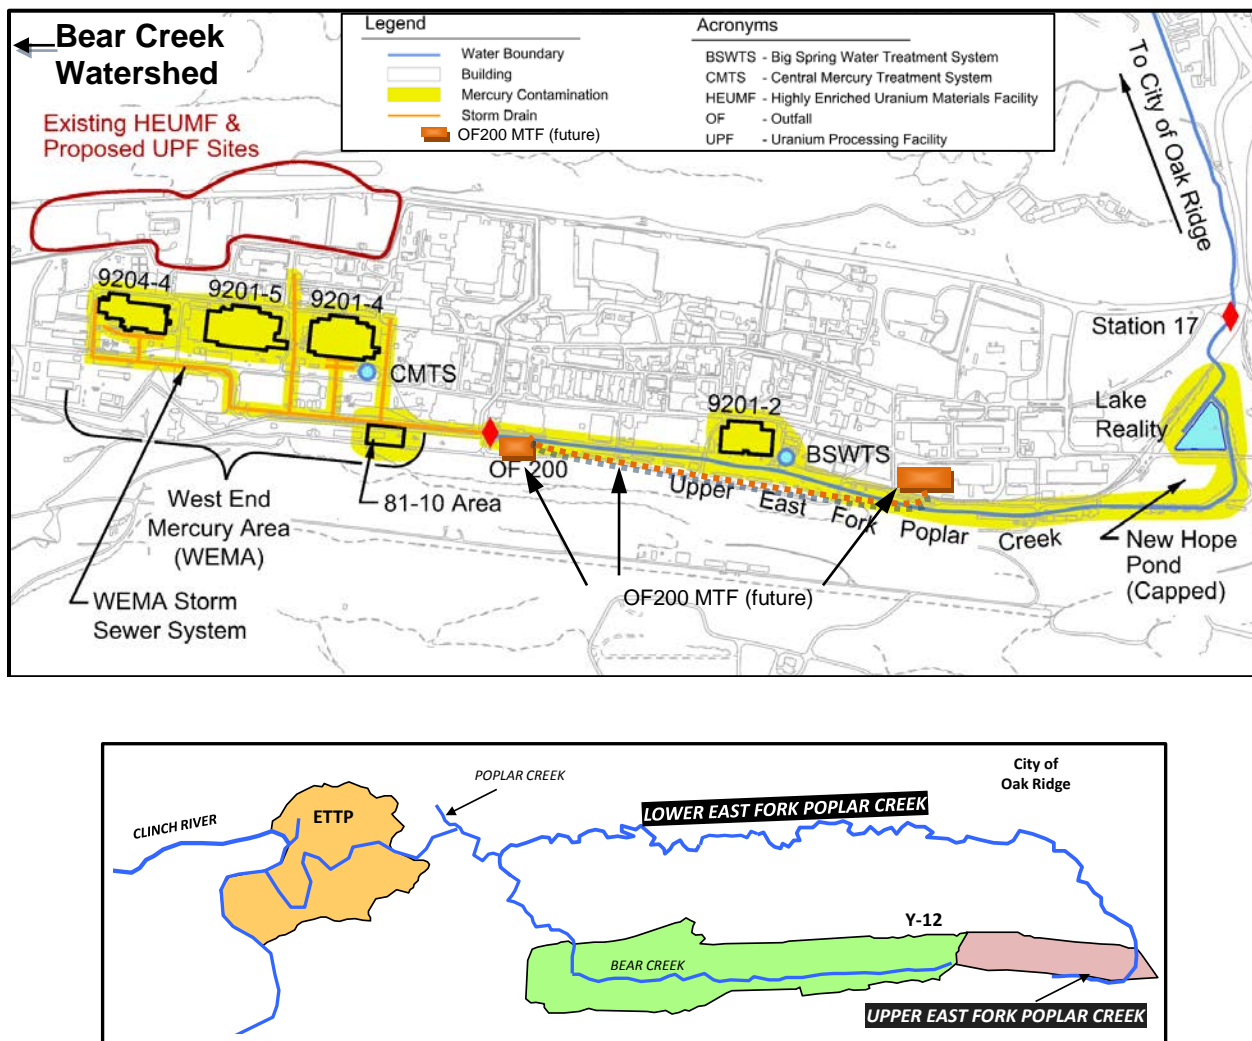 Bear Creek
Watershed
Legend
Water Boundary
Building
Mercury Contamination
Storm Drain
OF200 MTF (future)
Acronyms
BSWTS - Big Spring Water Treatment System
CMTS - Central Mercury Treatment System
HEUMF - Highly Enriched Uranium Materials Facility
OF - Outfall
UPF - Uranium Processing Facility
To City of Oak Ridge
Existing HEUMF &
Proposed UPF Sites
9204-4
9201-5
9201-4
CMTS
Station 17
Lake
Reality
9201-2
BSWTS
OF 200
Upper East Fork Poplar Creek
81-10 Area
West End
Mercury Area
(WEMA)
WEMA Storm
Sewer System
OF200 MTF (future)
New Hope
Pond
(Capped)
City of
Oak Ridge
POPLAR CREEK
CLINCH RIVER
ETTP
LOWER EAST FORK POPLAR CREEK
Y-12
BEAR CREEK
UPPER EAST FORK POPLAR CREEK